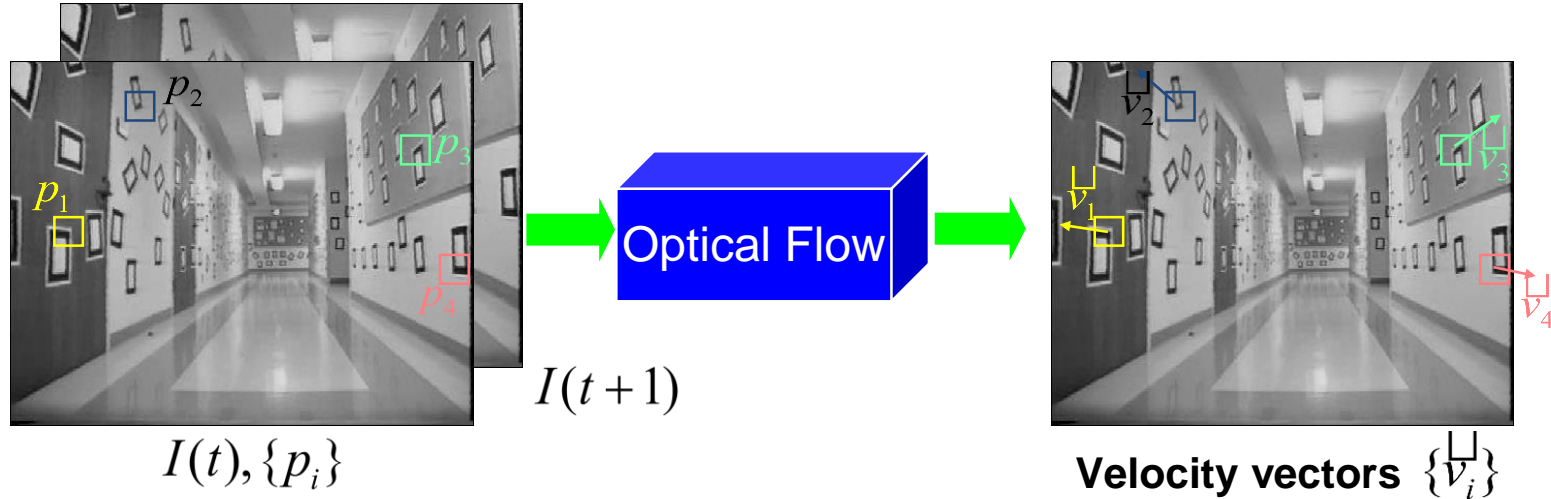 p₁
p₂
p₃
p₄
I(t), {pᵢ}
I(t + 1)
Optical Flow
v₁
v₂
v₃
v₄
Velocity vectors {vᵢ}